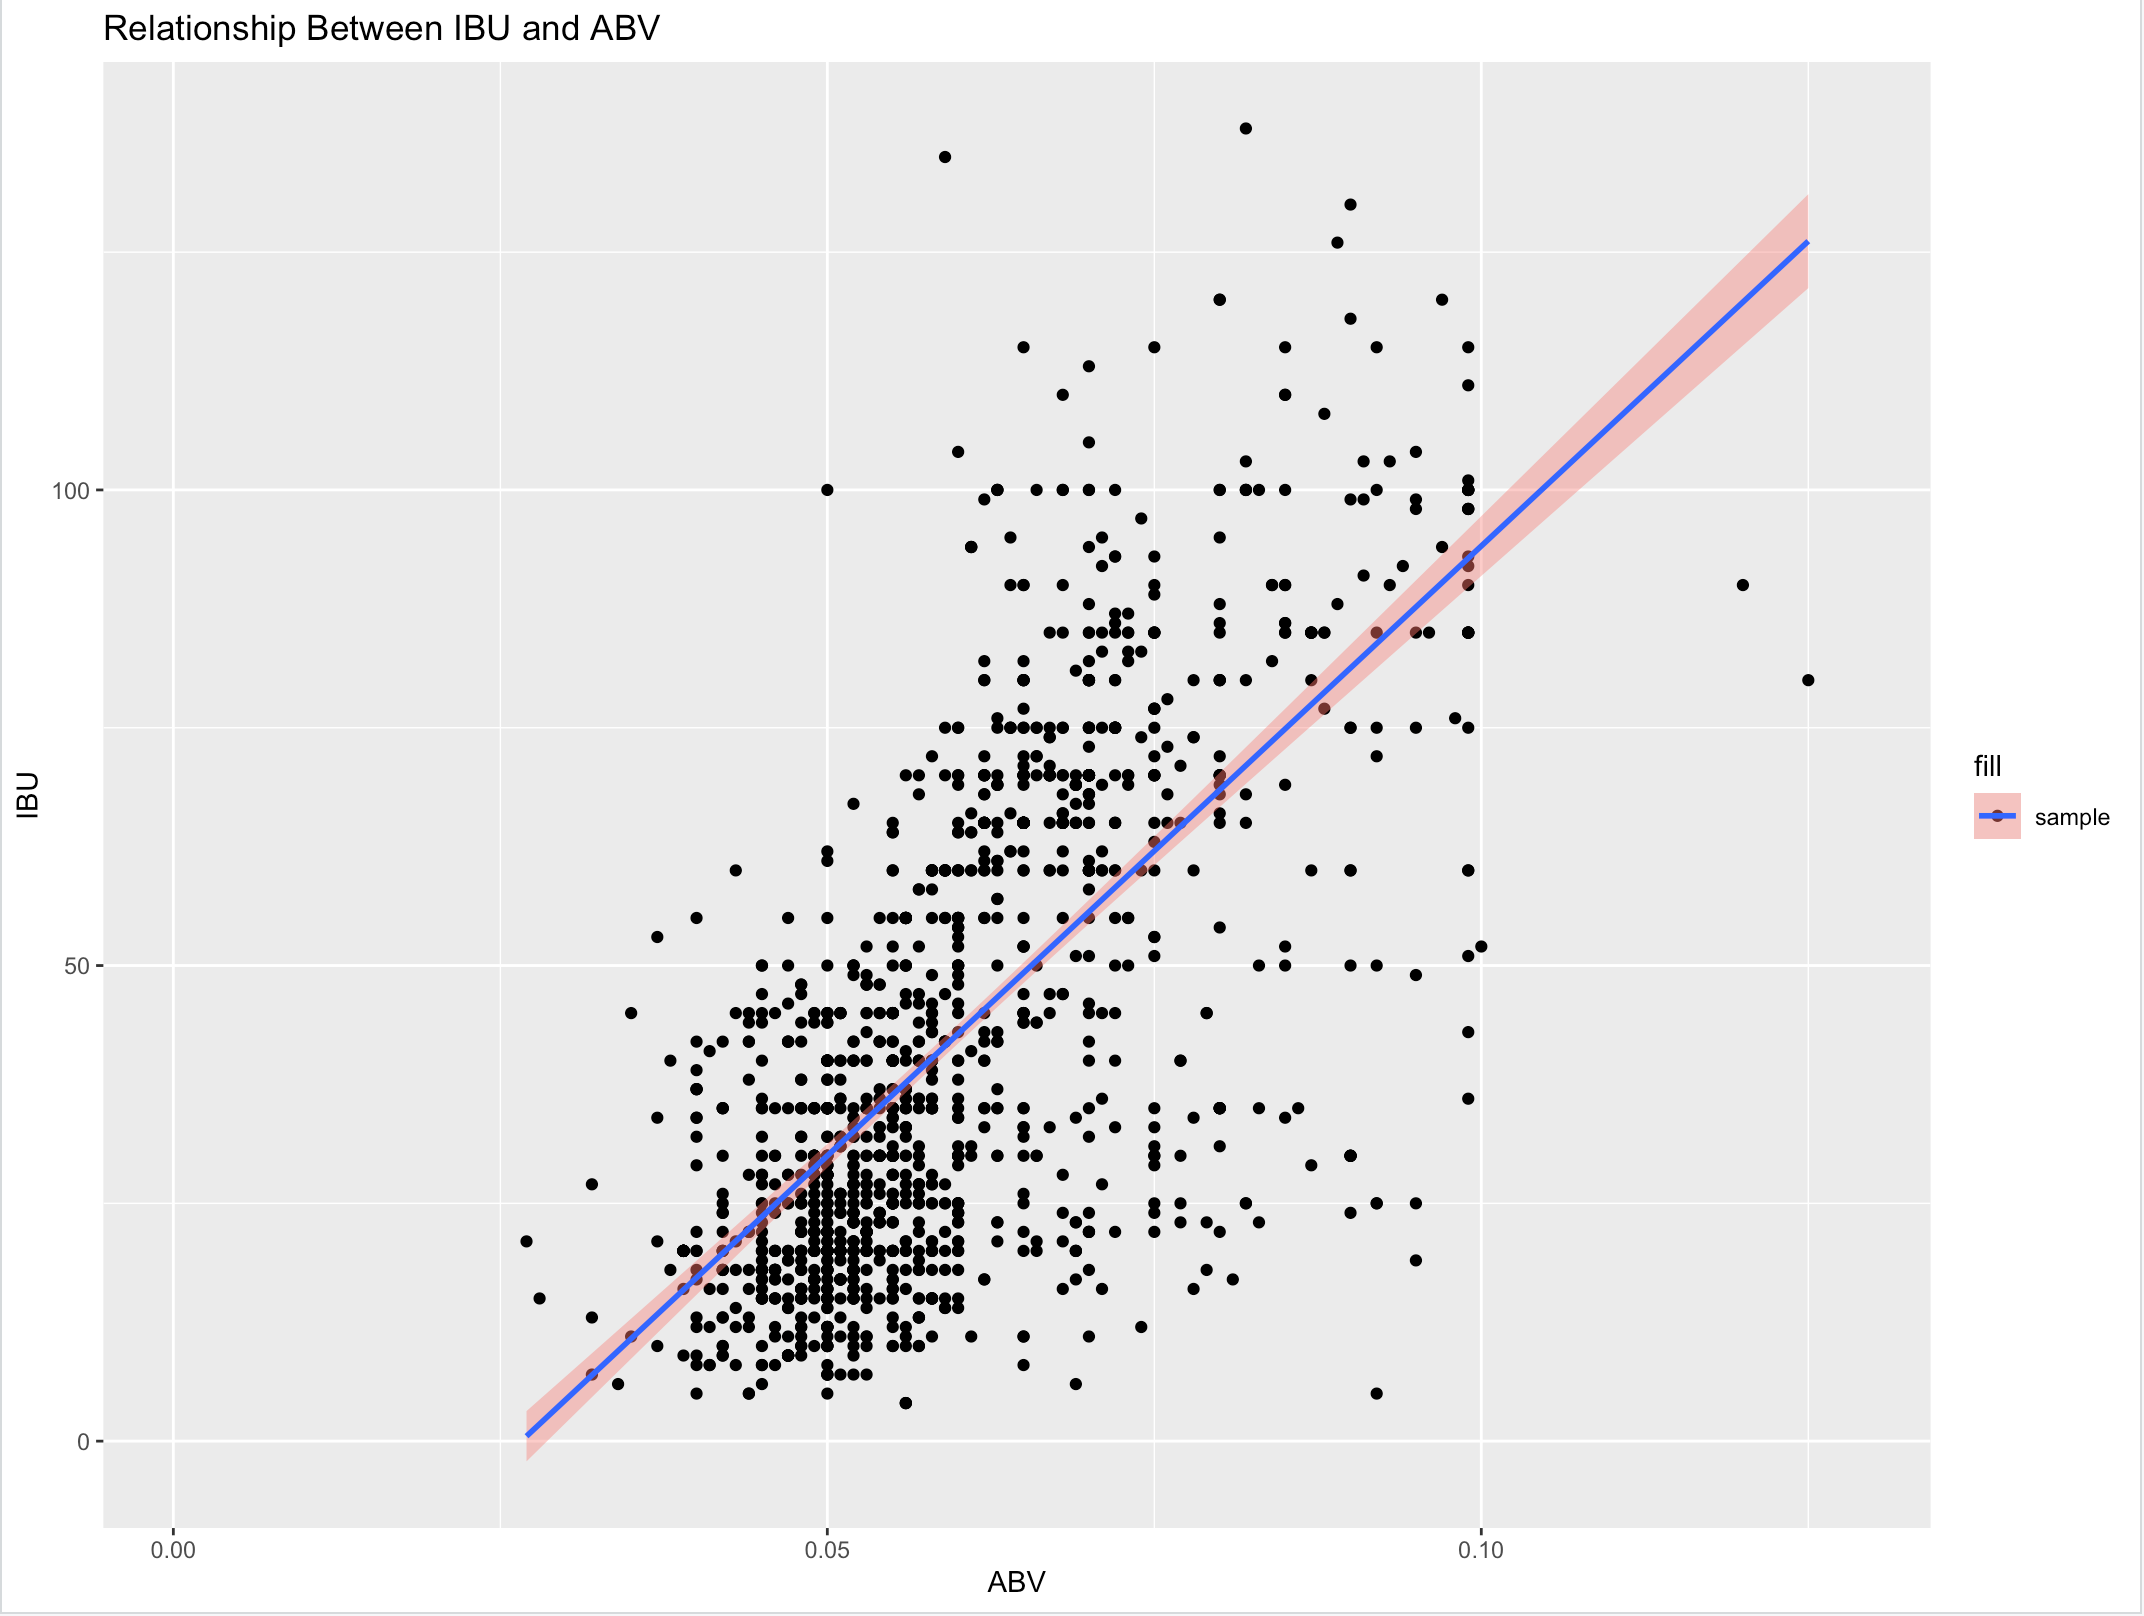 Relationship Between IBU and ABV
IBU
100
50
0
0.00
0.05
0.10
ABV
fill
sample